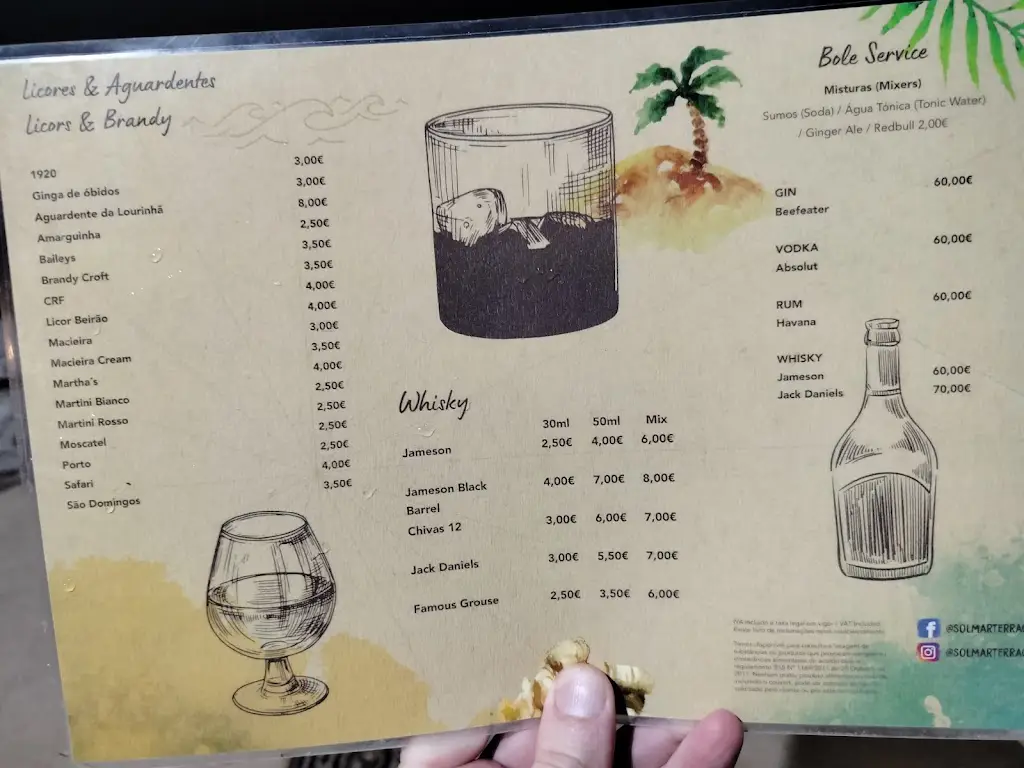 Licores & Aguardentes
Licors & Brandy
1920 3,00€
Ginga de óbidos 3,00€
Aguardente da Lourinhã 8,00€
Amarguinha 2,50€
Baileys 3,50€
Brandy Croft 3,50€
CRF 4,00€
Licor Beirão 4,00€
Macieira 3,00€
Macieira Cream 3,50€
Martha's 4,00€
Martini Bianco 2,50€
Martini Rosso 2,50€
Moscatel 2,50€
Porto 2,50€
Safari 4,00€
São Domingos 3,50€
Whisky
30ml 50ml Mix
Jameson 2,50€ 4,00€ 6,00€
Jameson Black 4,00€ 7,00€ 8,00€
Barrel
Chivas 12 3,00€ 6,00€ 7,00€
Jack Daniels 3,00€ 5,50€ 7,00€
Famous Grouse 2,50€ 3,50€ 6,00€
Bole Service
Misturas (Mixers)
Sumos (Soda) / Água Tónica (Tonic Water)
/ Ginger Ale / Redbull 2,00€
GIN 60,00€
Beefeater
VODKA 60,00€
Absolut
RUM 60,00€
Havana
WHISKY
Jameson 60,00€
Jack Daniels 70,00€
@SOLMARTERRA
@SOLMARTERRA